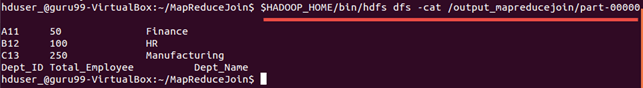 hduser_@guru99-VirtualBox:~/MapReduceJoin$ $HADOOP_HOME/bin/hdfs dfs -cat /output_mapreducejoin/part-00000
A11 50 Finance
B12 100 HR
C13 250 Manufacturing
Dept_ID Total_Employee Dept_Name
hduser_@guru99-VirtualBox:~/MapReduceJoin$